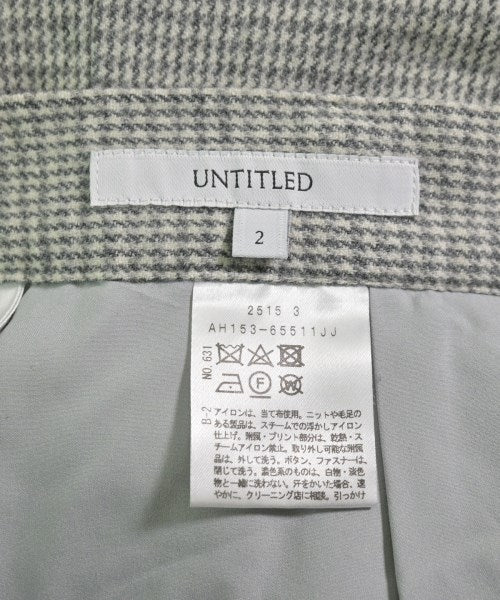 UNTITLED
2
2515 3
AH153-65511JJ
NO.631
B-2
アイロンは、当て布使用。ニットや毛足の
ある製品は、スチームでの浮かしアイロン
仕上げ。附属・プリント部分は、乾熱・ス
チームアイロン禁止。取り外し可能な附属
品は、外して洗う。ボタン、ファスナーは、
閉じて洗う。濃色系のものは、白物・淡色
物と一緒に洗わない。汗をかいた場合、速
やかに、クリーニング店に相談。引っかけ